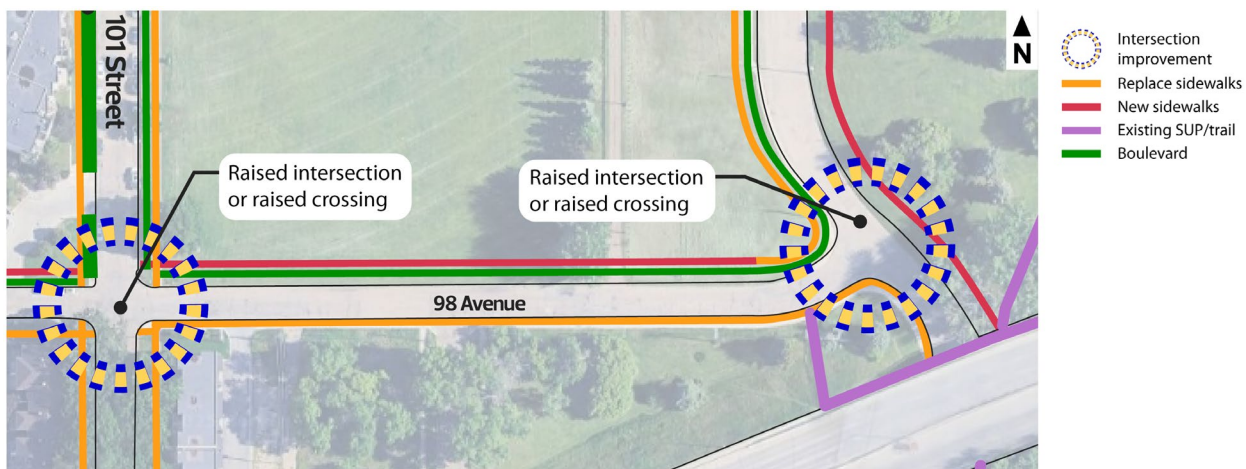 101 Street
N
Raised intersection
or raised crossing
Raised intersection
or raised crossing
98 Avenue
Intersection
improvement
Replace sidewalks
New sidewalks
Existing SUP/trail
Boulevard